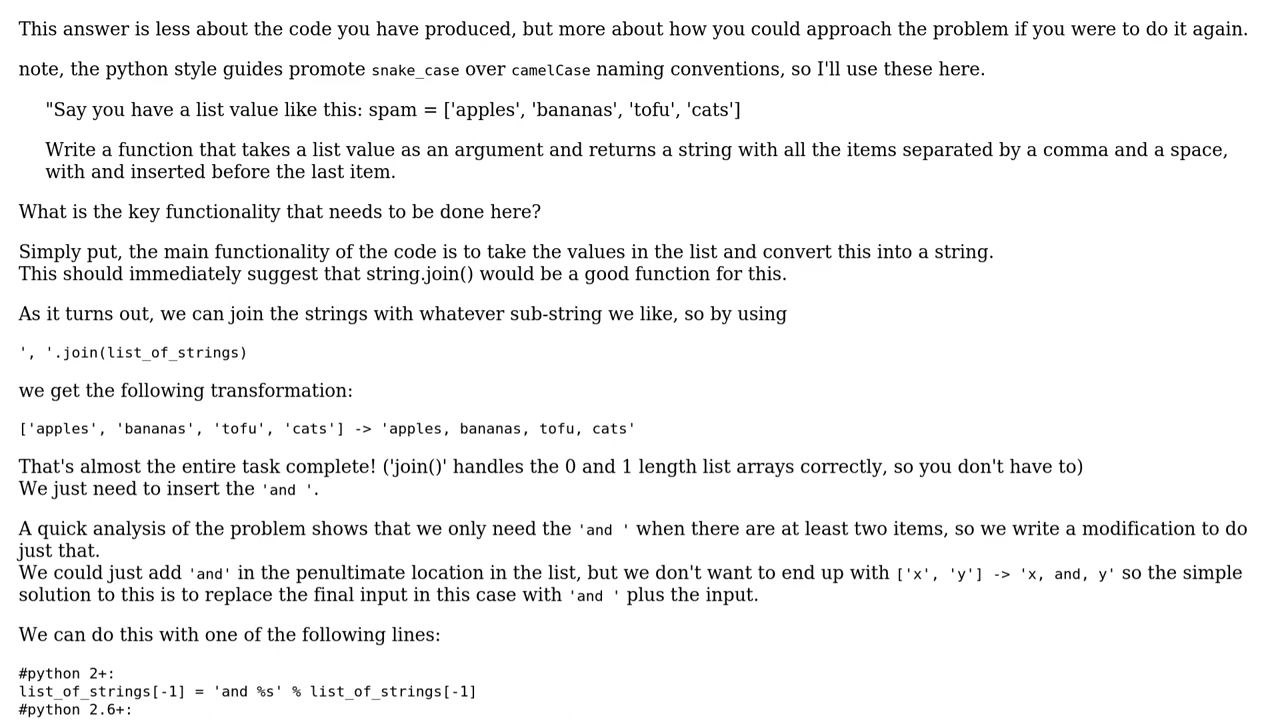 This answer is less about the code you have produced, but more about how you could approach the problem if you were to do it again.
note, the python style guides promote snake_case over camelCase naming conventions, so I'll use these here.
"Say you have a list value like this: spam = ['apples', 'bananas', 'tofu', 'cats']
Write a function that takes a list value as an argument and returns a string with all the items separated by a comma and a space,
with and inserted before the last item.
What is the key functionality that needs to be done here?
Simply put, the main functionality of the code is to take the values in the list and convert this into a string.
This should immediately suggest that string.join() would be a good function for this.
As it turns out, we can join the strings with whatever sub-string we like, so by using
', '.join(list_of_strings)
we get the following transformation:
['apples', 'bananas', 'tofu', 'cats'] -> 'apples, bananas, tofu, cats'
That's almost the entire task complete! ('join()' handles the 0 and 1 length list arrays correctly, so you don't have to)
We just need to insert the 'and '.
A quick analysis of the problem shows that we only need the 'and ' when there are at least two items, so we write a modification to do
just that.
We could just add 'and' in the penultimate location in the list, but we don't want to end up with ['x', 'y'] -> 'x, and, y' so the simple
solution to this is to replace the final input in this case with 'and ' plus the input.
We can do this with one of the following lines:
#python 2+:
list_of_strings[-1] = 'and %s' % list_of_strings[-1]
#python 2.6+: